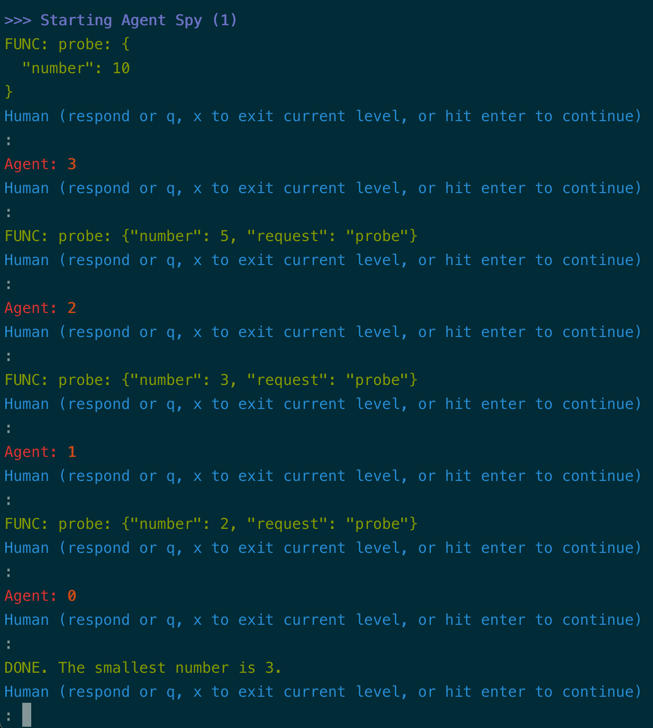 >>> Starting Agent Spy (1)
FUNC: probe: {
  "number": 10
}
Human (respond or q, x to exit current level, or hit enter to continue)
:
Agent: 3
Human (respond or q, x to exit current level, or hit enter to continue)
:
FUNC: probe: {"number": 5, "request": "probe"}
Human (respond or q, x to exit current level, or hit enter to continue)
:
Agent: 2
Human (respond or q, x to exit current level, or hit enter to continue)
:
FUNC: probe: {"number": 3, "request": "probe"}
Human (respond or q, x to exit current level, or hit enter to continue)
:
Agent: 1
Human (respond or q, x to exit current level, or hit enter to continue)
:
FUNC: probe: {"number": 2, "request": "probe"}
Human (respond or q, x to exit current level, or hit enter to continue)
:
Agent: 0
Human (respond or q, x to exit current level, or hit enter to continue)
:
DONE. The smallest number is 3.
Human (respond or q, x to exit current level, or hit enter to continue)
: